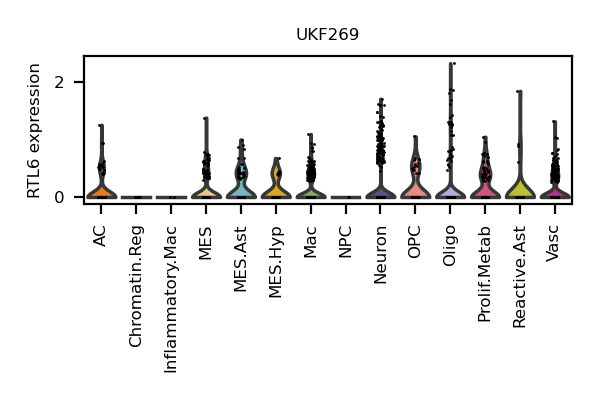 UKF269
RTL6 expression
2
0
AC
Chromatin.Reg
Inflammatory.Mac
MES
MES.Ast
MES.Hyp
Mac
NPC
Neuron
OPC
Oligo
Prolif.Metab
Reactive.Ast
Vasc